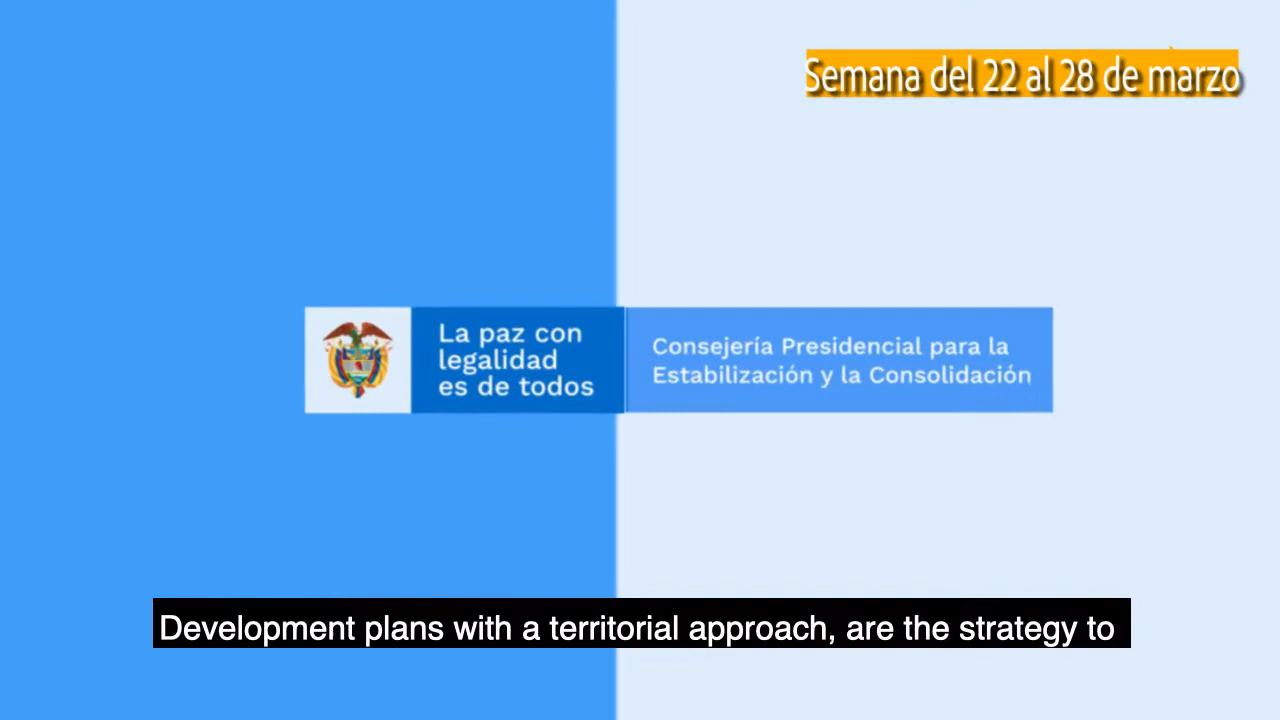 Semana del 22 al 28 de marzo
La paz con
legalidad
es de todos
Consejería Presidencial para la
Estabilización y la Consolidación
Development plans with a territorial approach, are the strategy to